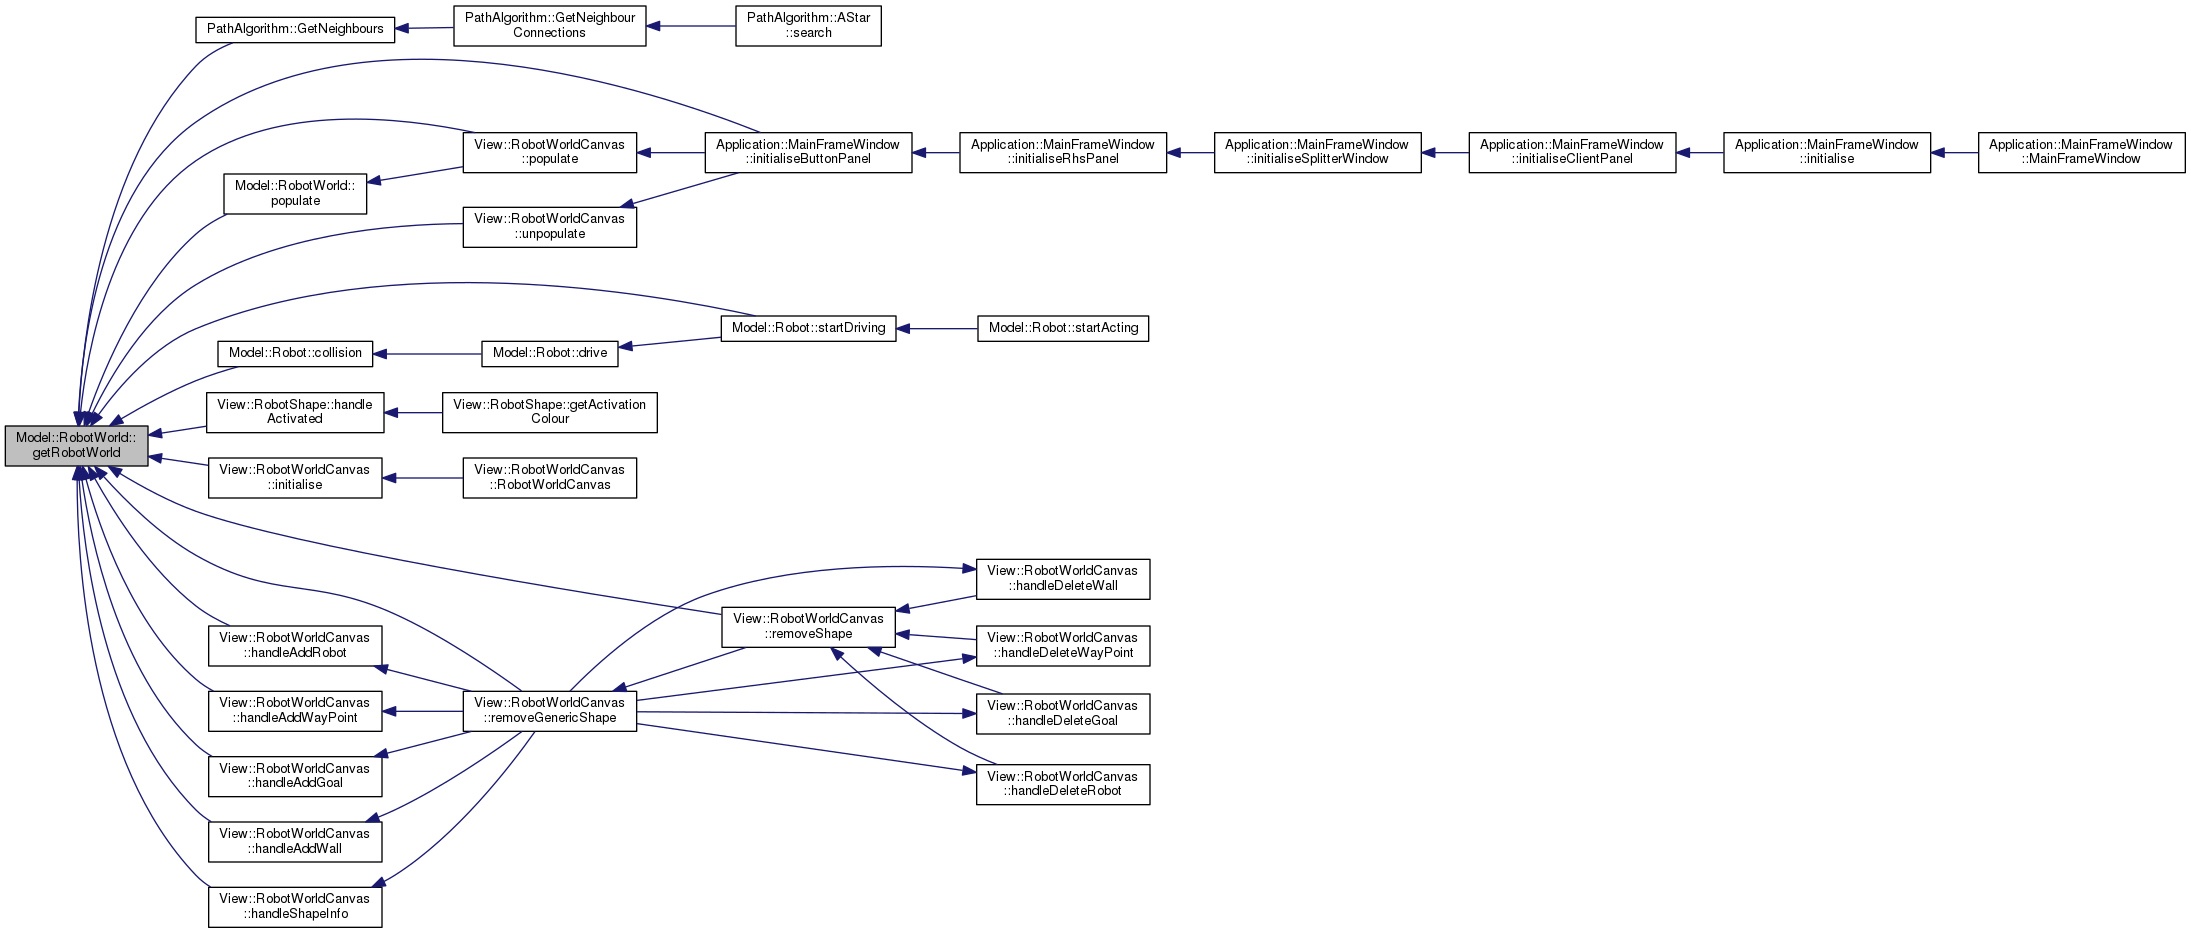 PathAlgorithm::GetNeighbours
PathAlgorithm::GetNeighbour
Connections
PathAlgorithm::AStar
::search
View::RobotWorldCanvas
::populate
Application::MainFrameWindow
::initialiseButtonPanel
Application::MainFrameWindow
::initialiseRhsPanel
Application::MainFrameWindow
::initialiseSplitterWindow
Application::MainFrameWindow
::initialiseClientPanel
Application::MainFrameWindow
::initialise
Application::MainFrameWindow
::MainFrameWindow
Model::RobotWorld::
populate
View::RobotWorldCanvas
::unpopulate
Model::Robot::startDriving
Model::Robot::startActing
Model::Robot::collision
Model::Robot::drive
View::RobotShape::handle
Activated
View::RobotShape::getActivation
Colour
Model::RobotWorld::
getRobotWorld
View::RobotWorldCanvas
::initialise
View::RobotWorldCanvas
::RobotWorldCanvas
View::RobotWorldCanvas
::handleDeleteWall
View::RobotWorldCanvas
::removeShape
View::RobotWorldCanvas
::handleDeleteWayPoint
View::RobotWorldCanvas
::handleAddRobot
View::RobotWorldCanvas
::handleAddWayPoint
View::RobotWorldCanvas
::removeGenericShape
View::RobotWorldCanvas
::handleDeleteGoal
View::RobotWorldCanvas
::handleAddGoal
View::RobotWorldCanvas
::handleDeleteRobot
View::RobotWorldCanvas
::handleAddWall
View::RobotWorldCanvas
::handleShapeInfo